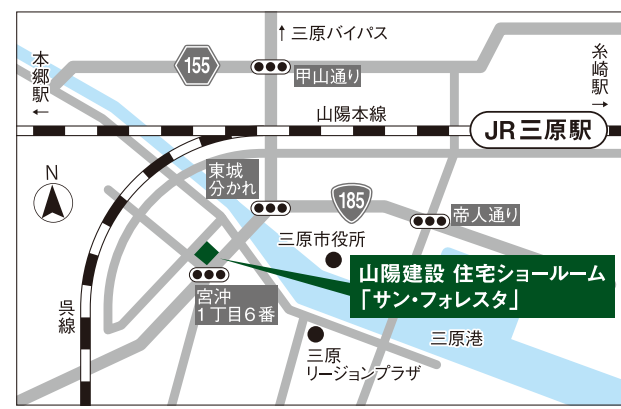 ↑三原バイパス
本郷駅
←
155
甲山通り
糸崎駅
→
山陽本線
JR三原駅
N
東城
分かれ
185
帝人通り
三原市役所
山陽建設 住宅ショールーム
「サン・フォレスタ」
宮沖
1丁目6番
呉線
三原港
三原
リージョンプラザ